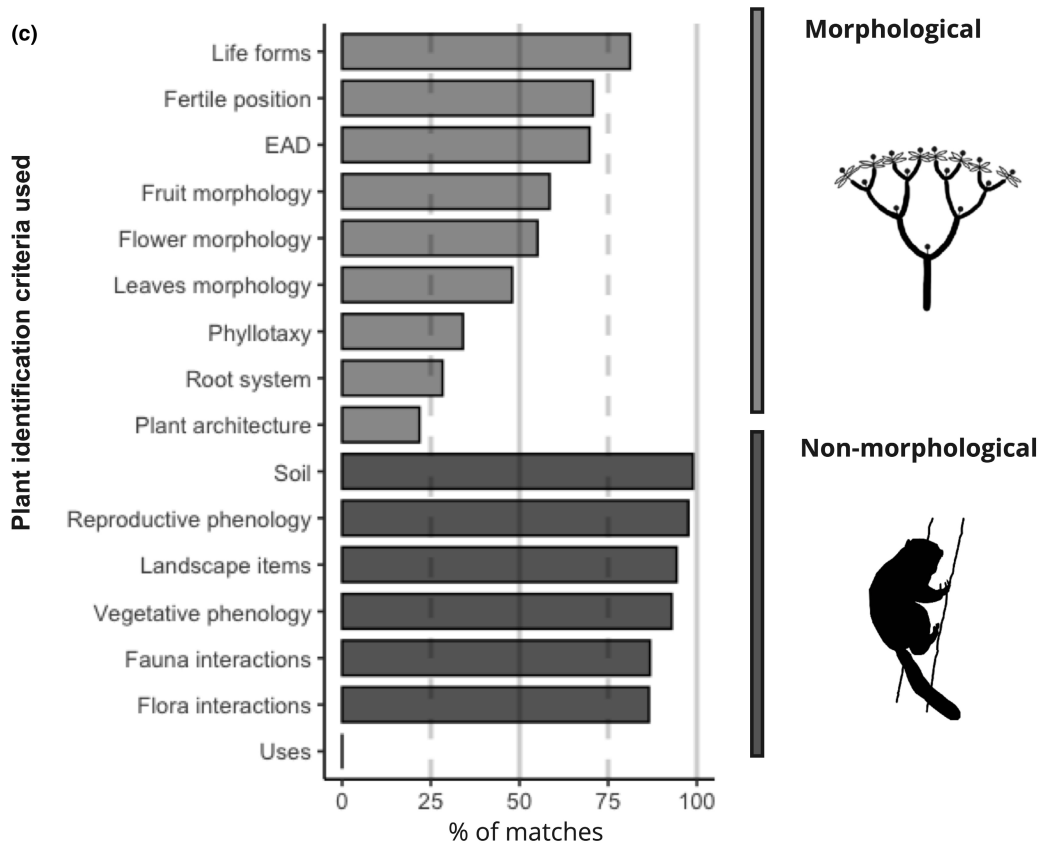 (c)
Plant identification criteria used
Life forms
Fertile position
EAD
Fruit morphology
Flower morphology
Leaves morphology
Phyllotaxy
Root system
Plant architecture
Soil
Reproductive phenology
Landscape items
Vegetative phenology
Fauna interactions
Flora interactions
Uses
0 25 50 75 100
% of matches
Morphological
Non-morphological